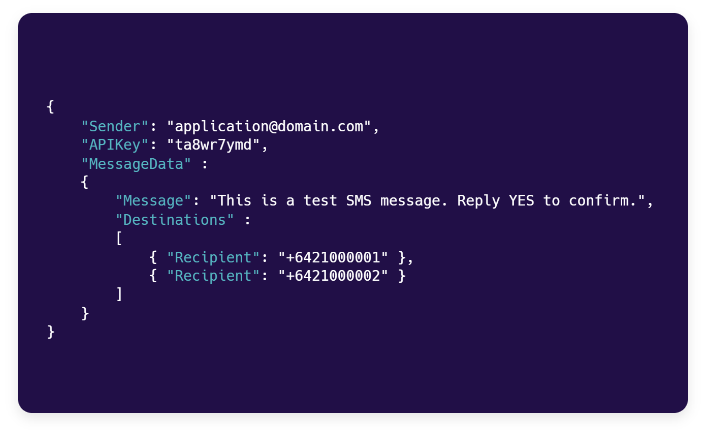 {
    "Sender": "application@domain.com",
    "APIKey": "ta8wr7ymd",
    "MessageData" :
    {
        "Message": "This is a test SMS message. Reply YES to confirm.",
        "Destinations" :
        [
            { "Recipient": "+6421000001" },
            { "Recipient": "+6421000002" }
        ]
    }
}